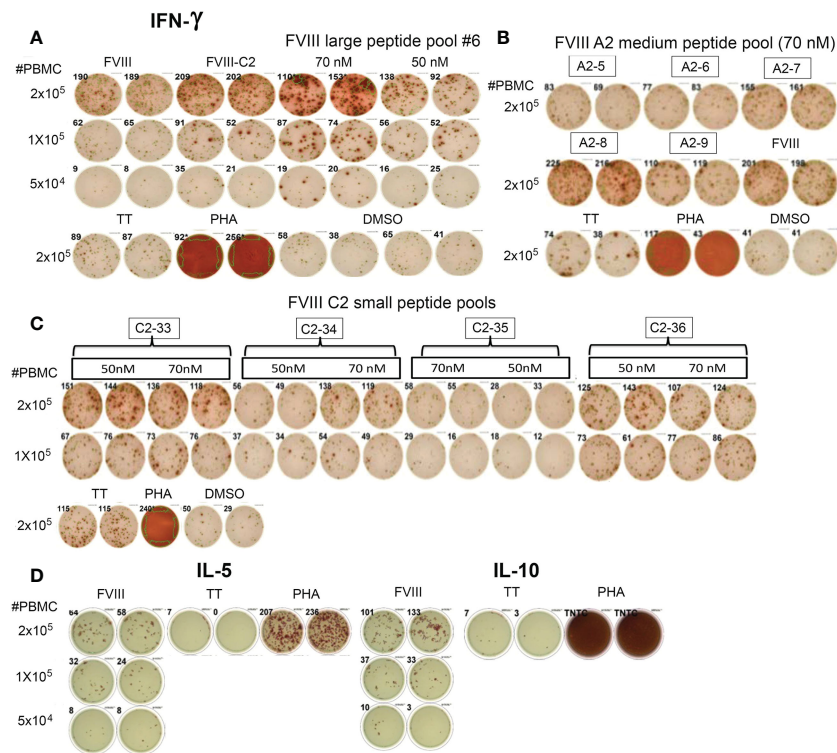 IFN-γ
A
FVIII large peptide pool #6
#PBMC FVIII FVIII-C2 70 nM 50 nM
190 189 209 202 110* 153* 138 92
2x10⁵
62 65 91 52 87 74 56 52
1X10⁵
9 8 35 21 19 20 16 25
5x10⁴
TT PHA DMSO
89 87 92* 256* 58 38 65 41
2x10⁵
B
FVIII A2 medium peptide pool (70 nM)
A2-5 A2-6 A2-7
#PBMC
83 69 77 83 155 161
2x10⁵
A2-8 A2-9 FVIII
225 216 110 119 201 198
2x10⁵
TT PHA DMSO
74 38 117 43 41 41
2x10⁵
C
FVIII C2 small peptide pools
C2-33 C2-34 C2-35 C2-36
#PBMC 50nM 70nM 50nM 70 nM 70nM 50nM 50 nM 70 nM
151 144 136 118 56 49 138 119 58 55 28 33 125 143 107 124
2x10⁵
67 76 73 76 37 34 54 49 29 16 18 12 73 61 77 86
1X10⁵
TT PHA DMSO
115 115 240* 50 29
2x10⁵
D
IL-5 IL-10
#PBMC FVIII TT PHA FVIII TT PHA
64 58 7 0 207 236 101 133 7 3 TNTC TNTC
2x10⁵
32 24 37 33
1X10⁵
8 8 10 3
5x10⁴